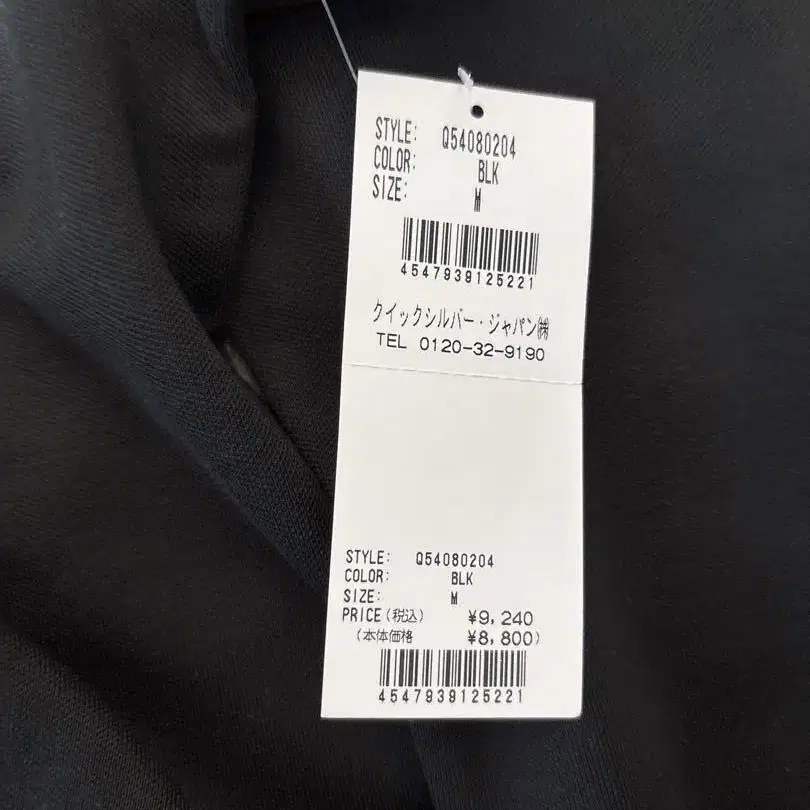 STYLE: Q54080204
COLOR: BLK
SIZE: M
4547939125221
クイックシルバー・ジャパン㈱
TEL 0120-32-9190
STYLE: Q54080204
COLOR: BLK
SIZE: M
PRICE(税込) ¥9,240
(本体価格 ¥8,800)
4547939125221